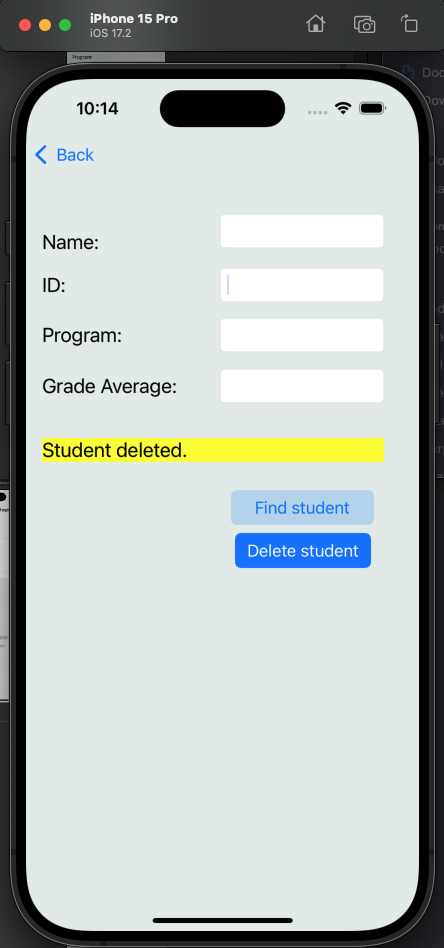 iPhone 15 Pro
iOS 17.2
Program
10:14
Back
Name:
ID:
Program:
Grade Average:
Student deleted.
Find student
Delete student